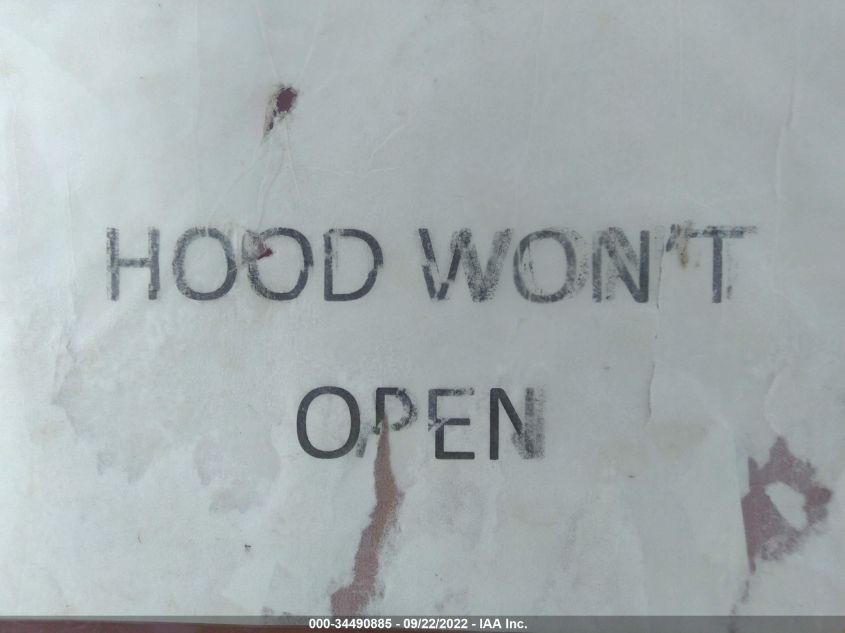 HOOD WON'T
OPEN
000-34490885 - 09/22/2022 - IAA Inc.